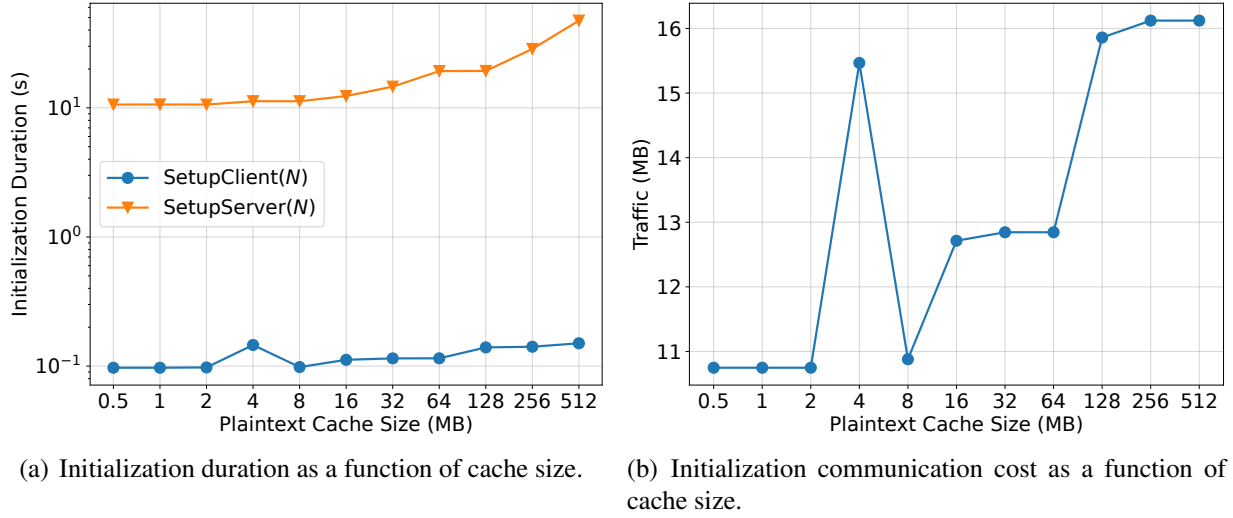 Initialization Duration (s)
10^1
10^0
10^{-1}
SetupClient(N)
SetupServer(N)
0.5 1 2 4 8 16 32 64 128 256 512
Plaintext Cache Size (MB)
(a) Initialization duration as a function of cache size.
Traffic (MB)
16
15
14
13
12
11
0.5 1 2 4 8 16 32 64 128 256 512
Plaintext Cache Size (MB)
(b) Initialization communication cost as a function of
cache size.